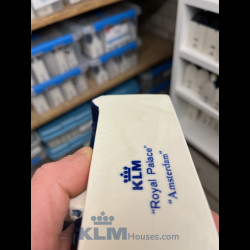 KLM
"Royal Palace"
"Amsterdam"
KLMHouses.com®